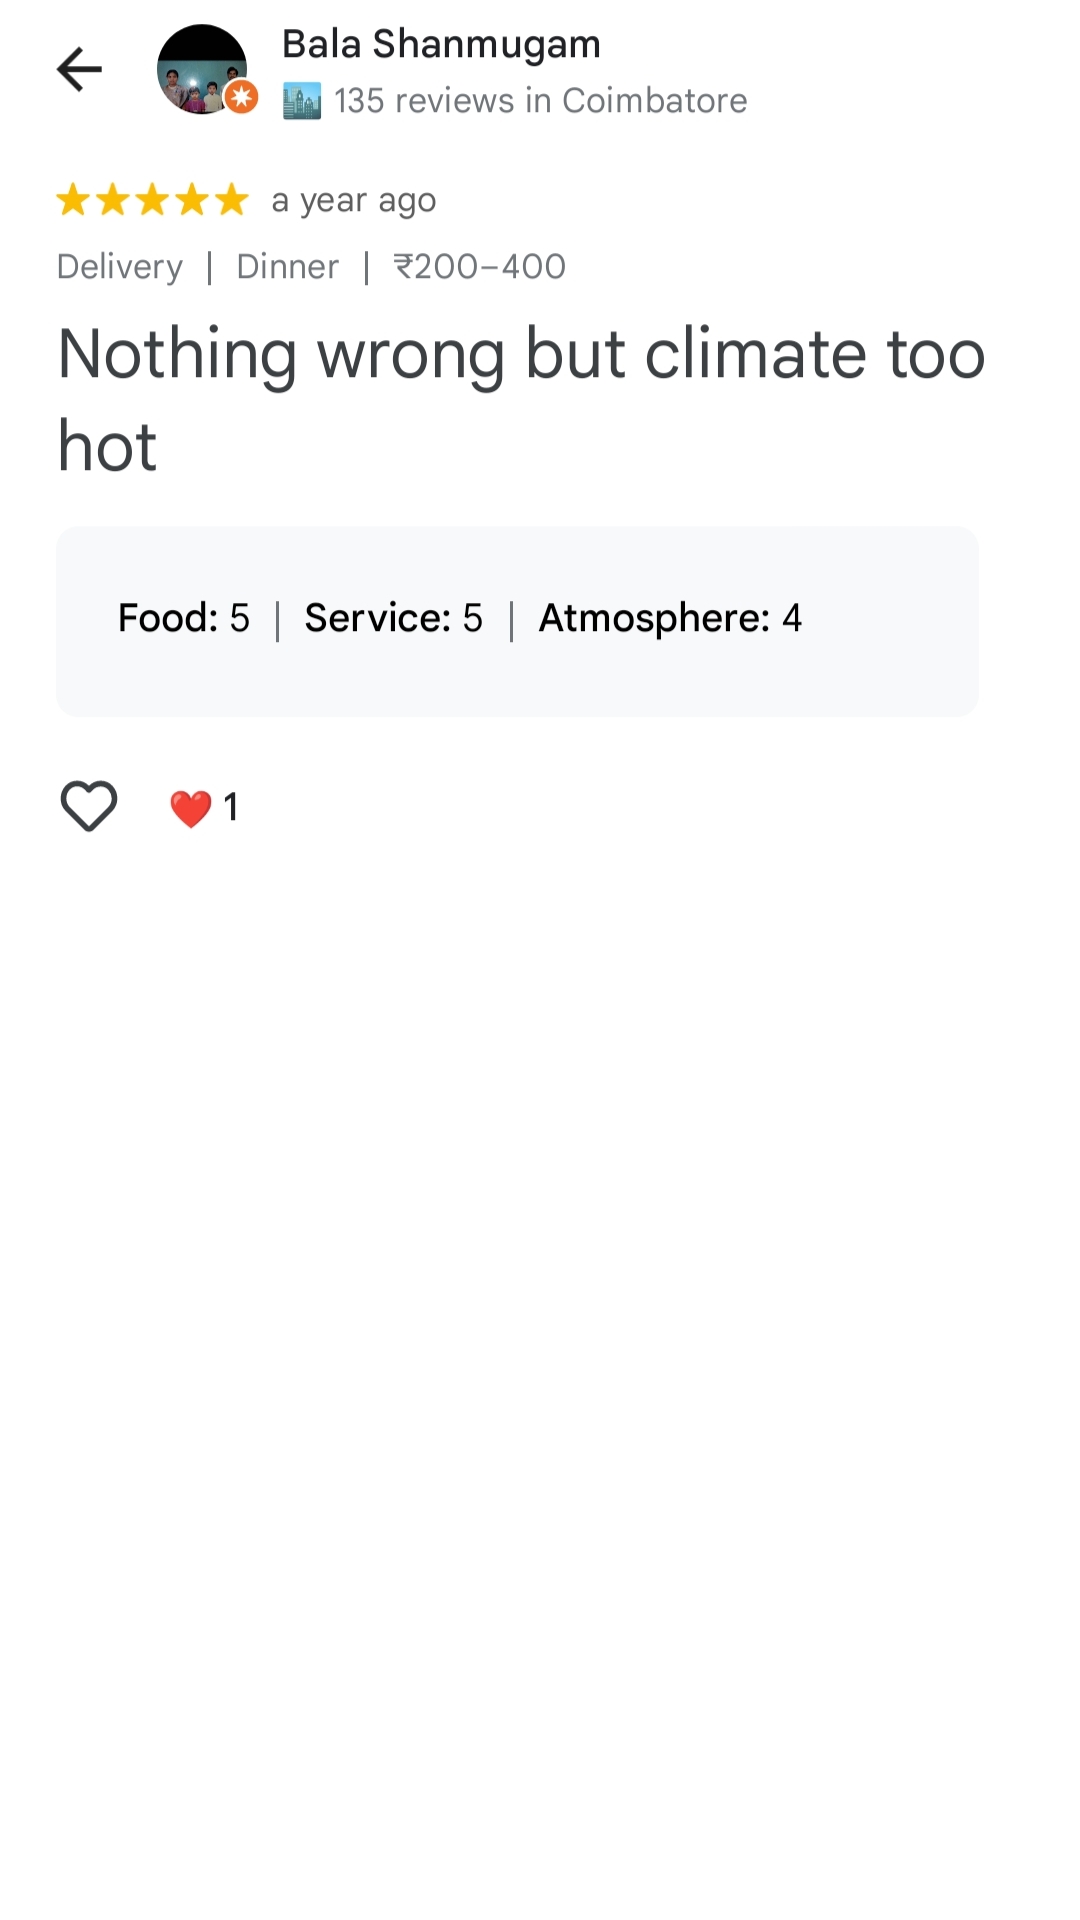 Bala Shanmugam
135 reviews in Coimbatore
a year ago
Delivery | Dinner | ₹200–400
Nothing wrong but climate too
hot
Food: 5 | Service: 5 | Atmosphere: 4
❤️ 1